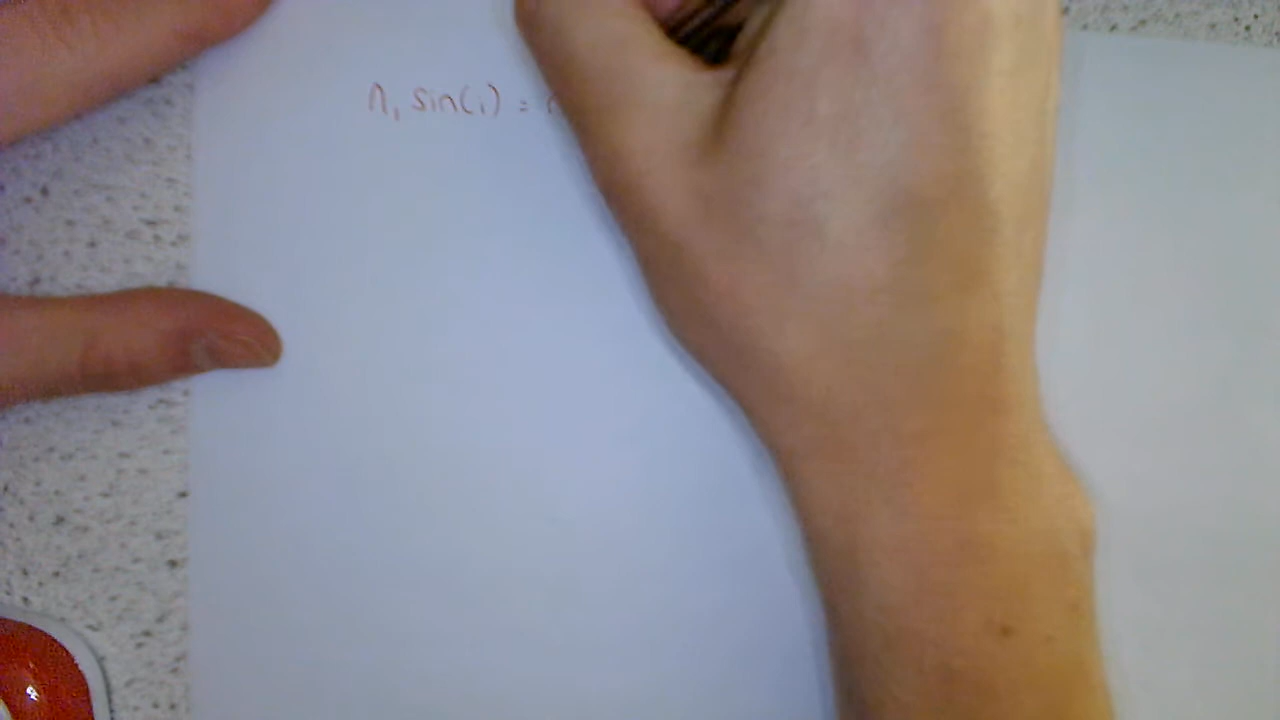 n₁ sin(i) =